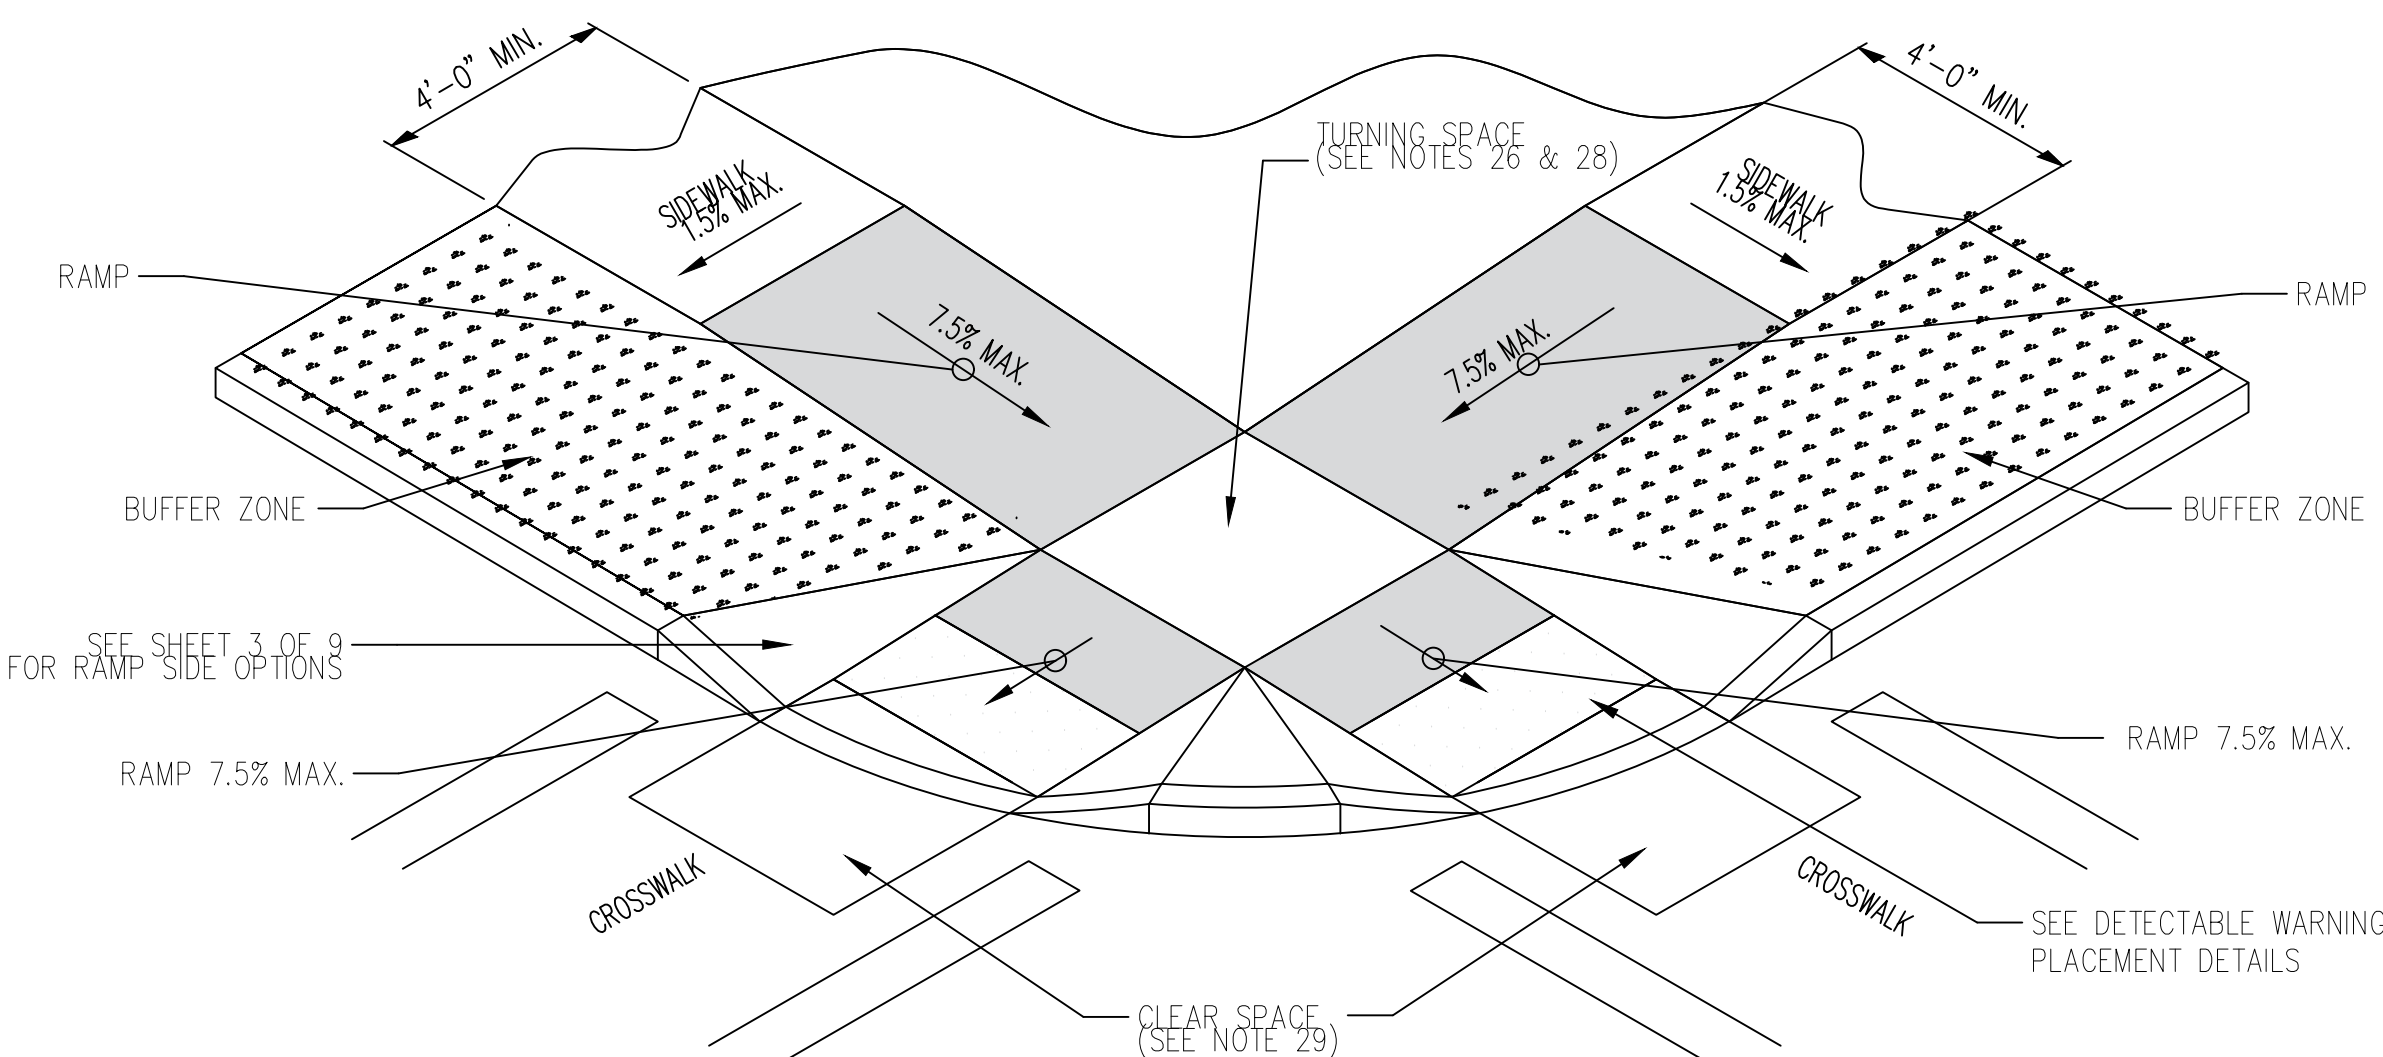 4'-0" MIN.
4'-0" MIN.
TURNING SPACE
(SEE NOTES 26 & 28)
SIDEWALK
1.5% MAX.
SIDEWALK
1.5% MAX.
RAMP
RAMP
7.5% MAX.
7.5% MAX.
BUFFER ZONE
BUFFER ZONE
SEE SHEET 3 OF 9
FOR RAMP SIDE OPTIONS
RAMP 7.5% MAX.
RAMP 7.5% MAX.
CROSSWALK
CROSSWALK
SEE DETECTABLE WARNING
PLACEMENT DETAILS
CLEAR SPACE
(SEE NOTE 29)